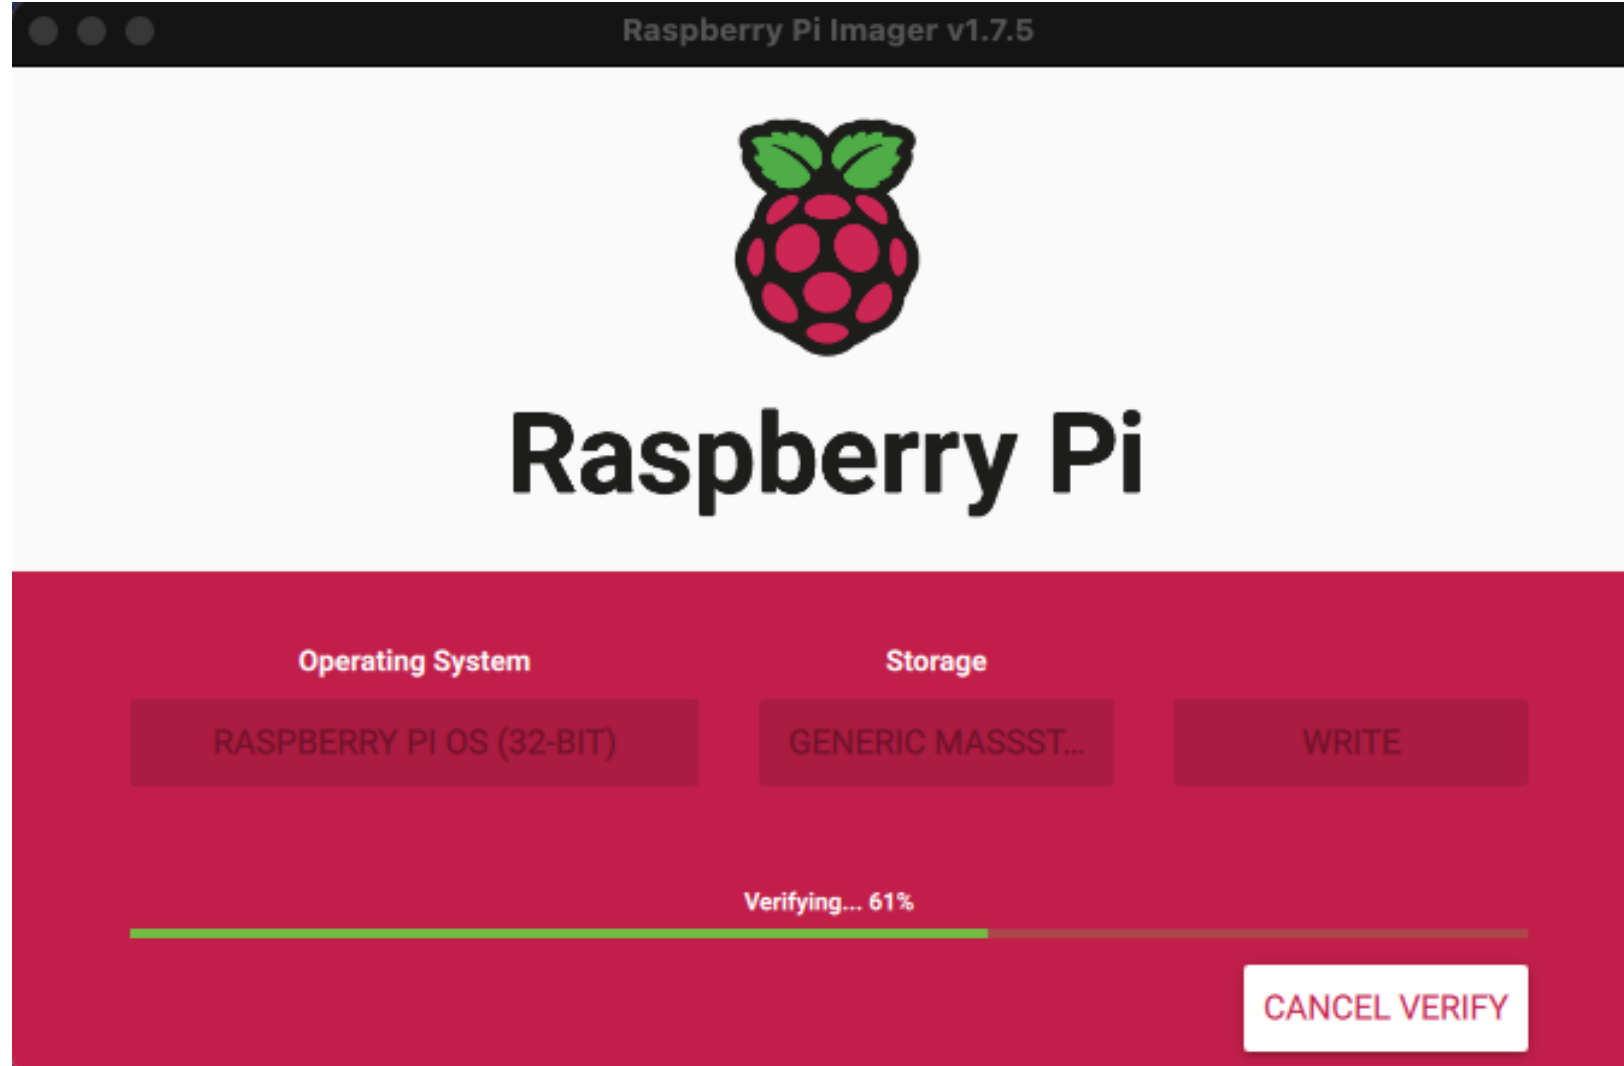 Raspberry Pi Imager v1.7.5
Raspberry Pi
Operating System
Storage
RASPBERRY PI OS (32-BIT)
GENERIC MASSST...
WRITE
Verifying... 61%
CANCEL VERIFY